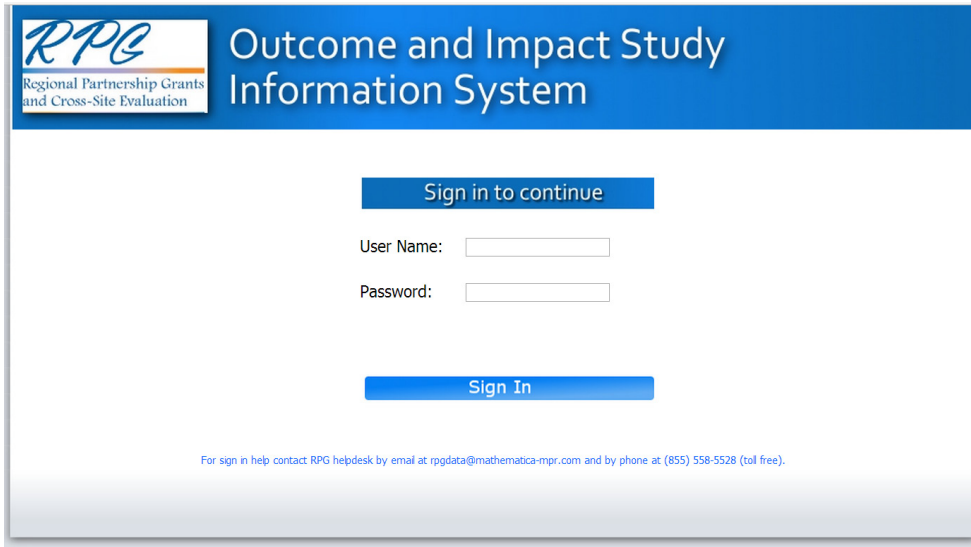 RPG
Regional Partnership Grants
and Cross-Site Evaluation
Outcome and Impact Study
Information System
Sign in to continue
User Name:
Password:
Sign In
For sign in help contact RPG helpdesk by email at rpgdata@mathematica-mpr.com and by phone at (855) 558-5528 (toll free).